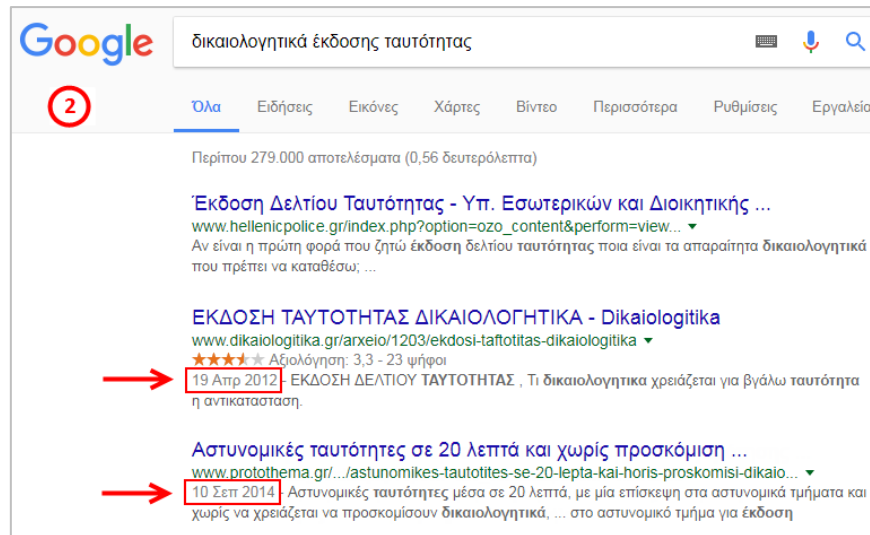 Google
δικαιολογητικά έκδοσης ταυτότητας
2
Όλα Ειδήσεις Εικόνες Χάρτες Βίντεο Περισσότερα Ρυθμίσεις Εργαλεία
Περίπου 279.000 αποτελέσματα (0,56 δευτερόλεπτα)
Έκδοση Δελτίου Ταυτότητας - Υπ. Εσωτερικών και Διοικητικής ...
www.hellenicpolice.gr/index.php?option=ozo_content&perform=view...
Αν είναι η πρώτη φορά που ζητώ έκδοση δελτίου ταυτότητας ποια είναι τα απαραίτητα δικαιολογητικά
που πρέπει να καταθέσω; ...
ΕΚΔΟΣΗ ΤΑΥΤΟΤΗΤΑΣ ΔΙΚΑΙΟΛΟΓΗΤΙΚΑ - Dikaiologitika
www.dikaiologitika.gr/arxeio/1203/ekdosi-taftotitas-dikaiologitika
Αξιολόγηση: 3,3 - 23 ψήφοι
19 Απρ 2012 - ΕΚΔΟΣΗ ΔΕΛΤΙΟΥ ΤΑΥΤΟΤΗΤΑΣ , Τι δικαιολογητικα χρειάζεται για βγάλω ταυτότητα
η αντικατασταση.
Αστυνομικές ταυτότητες σε 20 λεπτά και χωρίς προσκόμιση ...
www.protothema.gr/.../astunomikes-tautotites-se-20-lepta-kai-horis-proskomisi-dikaio...
10 Σεπ 2014 - Αστυνομικές ταυτότητες μέσα σε 20 λεπτά, με μία επίσκεψη στα αστυνομικά τμήματα και
χωρίς να χρειάζεται να προσκομίσουν δικαιολογητικά, ... στο αστυνομικό τμήμα για έκδοση